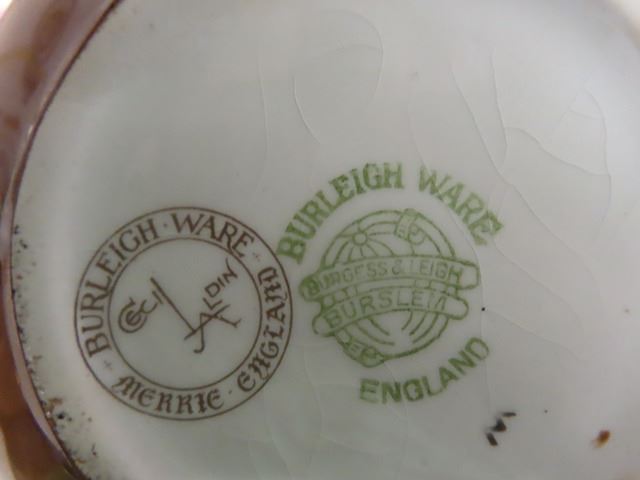 BURLEIGH · WARE
MERRIE · ENGLAND
CECIL
ALDIN
BURLEIGH WARE
BURGESS & LEIGH
BURSLEM
ENGLAND